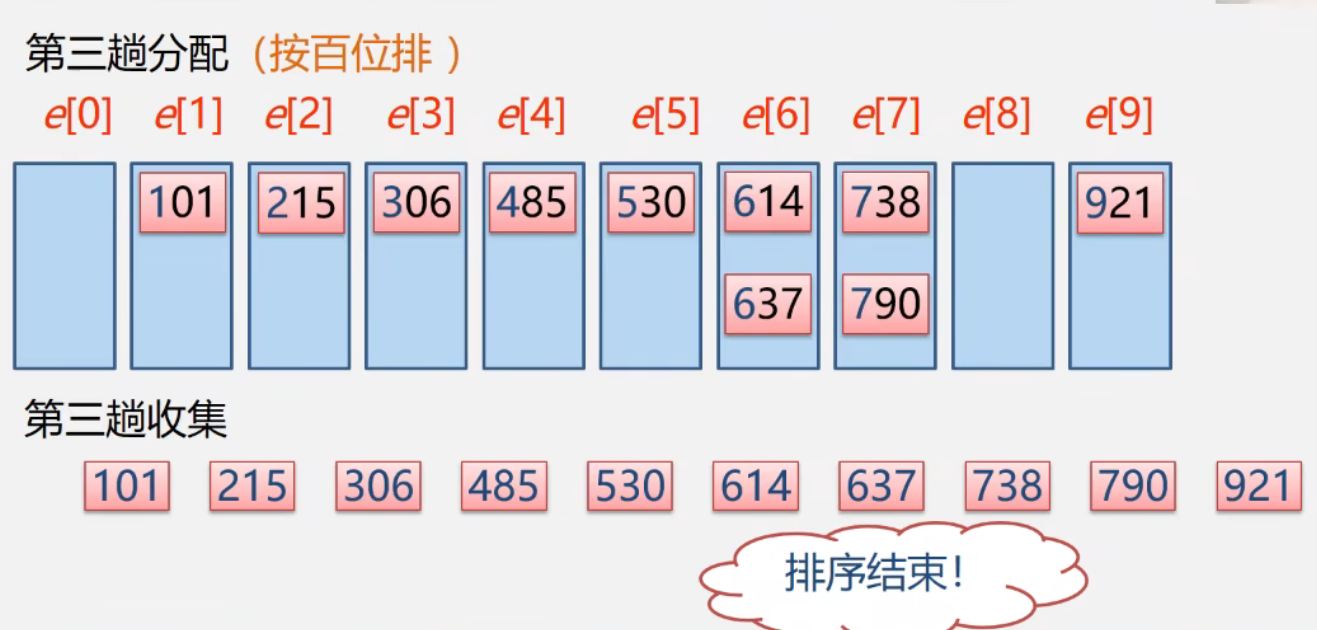 第三趟分配（按百位排 ）
e[0] e[1] e[2] e[3] e[4] e[5] e[6] e[7] e[8] e[9]
101 215 306 485 530 614 738 921
637 790
第三趟收集
101 215 306 485 530 614 637 738 790 921
排序结束！